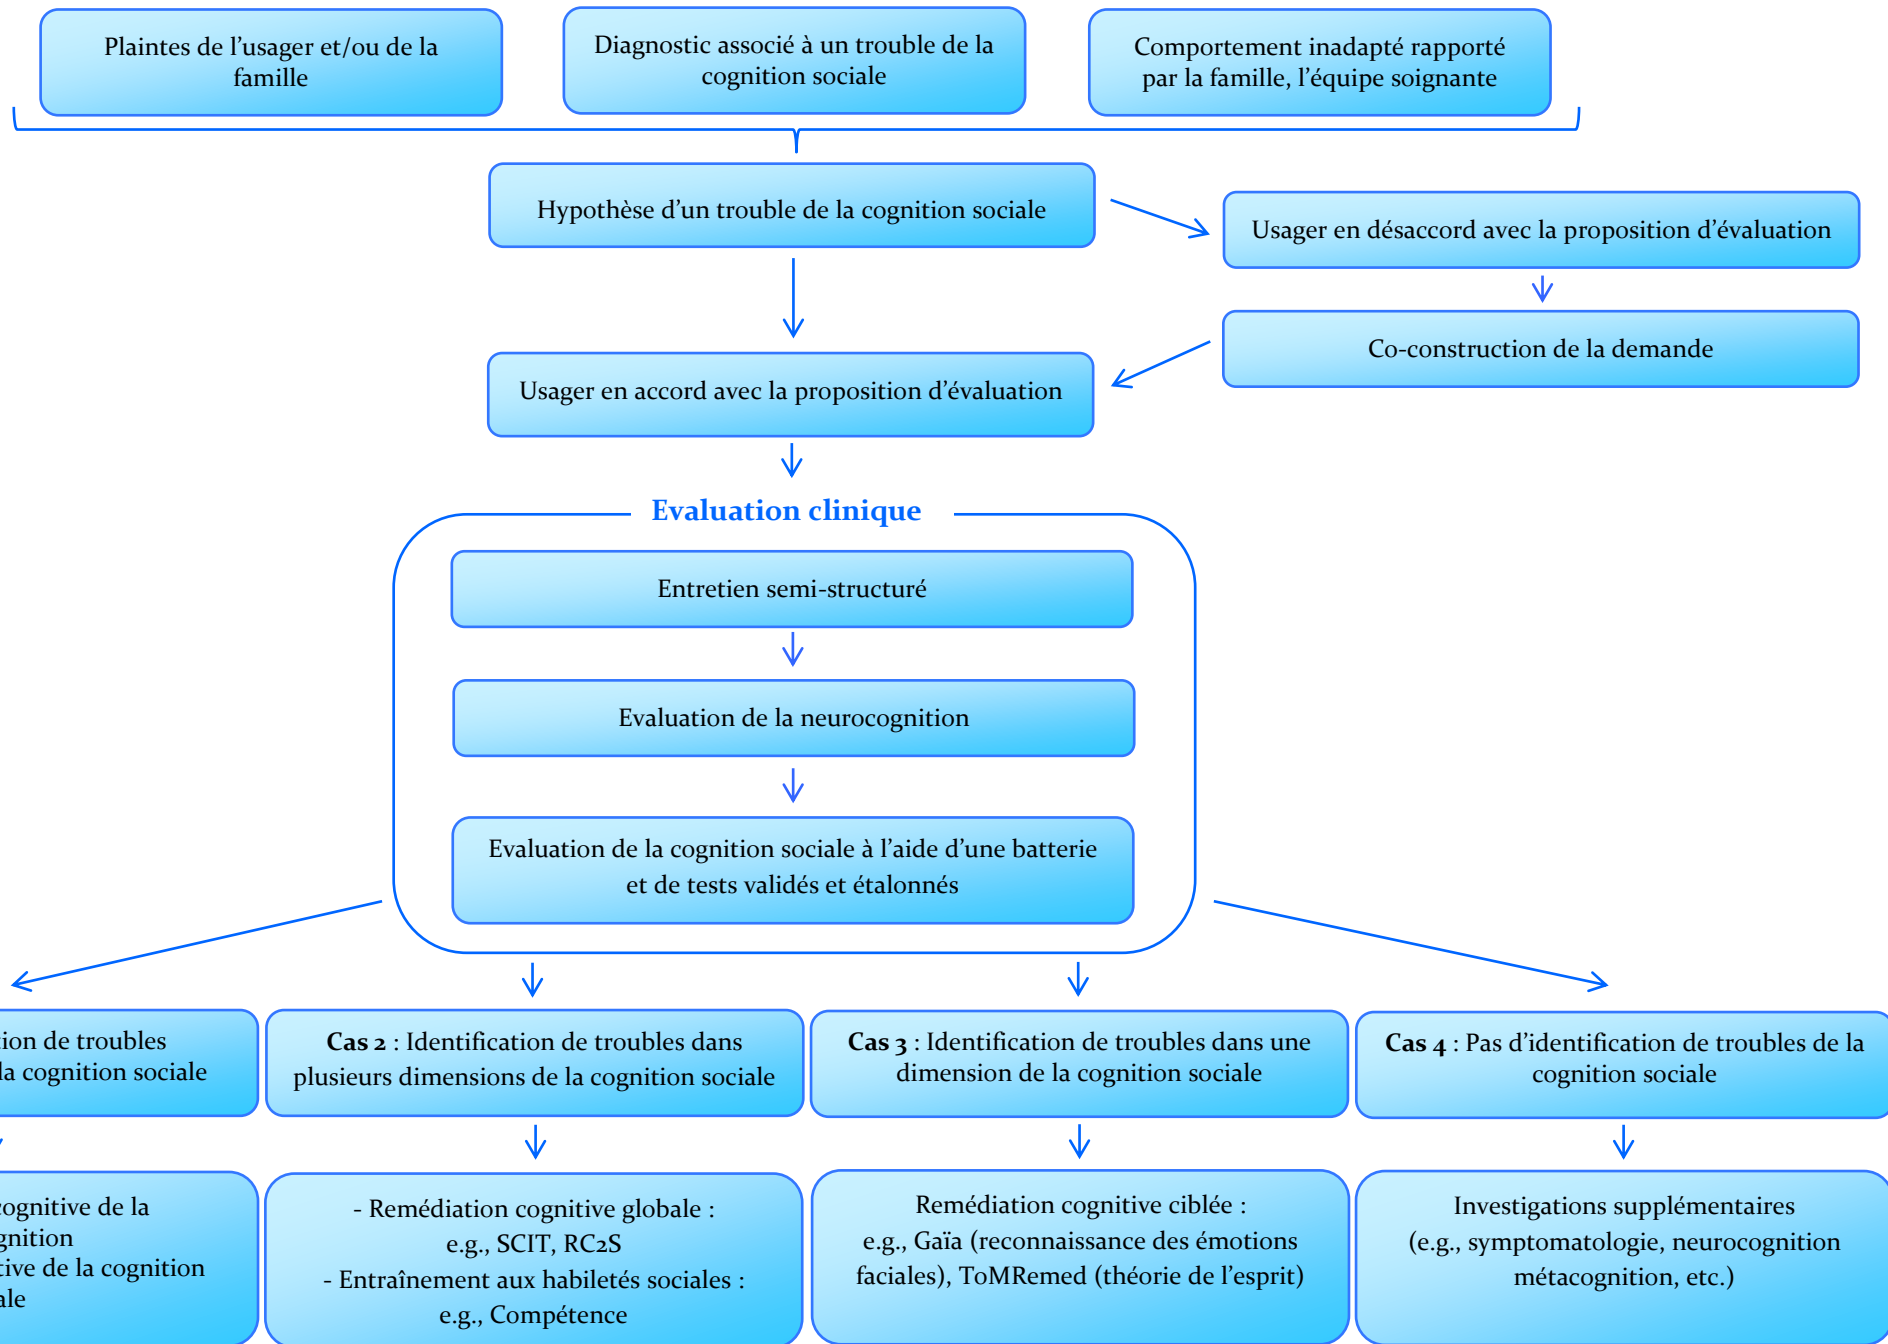 Plaintes de l’usager et/ou de la
famille
Diagnostic associé à un trouble de la
cognition sociale
Comportement inadapté rapporté
par la famille, l’équipe soignante
Hypothèse d’un trouble de la cognition sociale
Usager en désaccord avec la proposition d’évaluation
Co-construction de la demande
Usager en accord avec la proposition d’évaluation
Evaluation clinique
Entretien semi-structuré
Evaluation de la neurocognition
Evaluation de la cognition sociale à l’aide d’une batterie
et de tests validés et étalonnés
tion de troubles
la cognition sociale
Cas 2 : Identification de troubles dans
plusieurs dimensions de la cognition sociale
Cas 3 : Identification de troubles dans une
dimension de la cognition sociale
Cas 4 : Pas d’identification de troubles de la
cognition sociale
ognitive de la
gnition
tive de la cognition
ale
- Remédiation cognitive globale :
e.g., SCIT, RC2S
- Entraînement aux habiletés sociales :
e.g., Compétence
Remédiation cognitive ciblée :
e.g., Gaïa (reconnaissance des émotions
faciales), ToMRemed (théorie de l’esprit)
Investigations supplémentaires
(e.g., symptomatologie, neurocognition
métacognition, etc.)